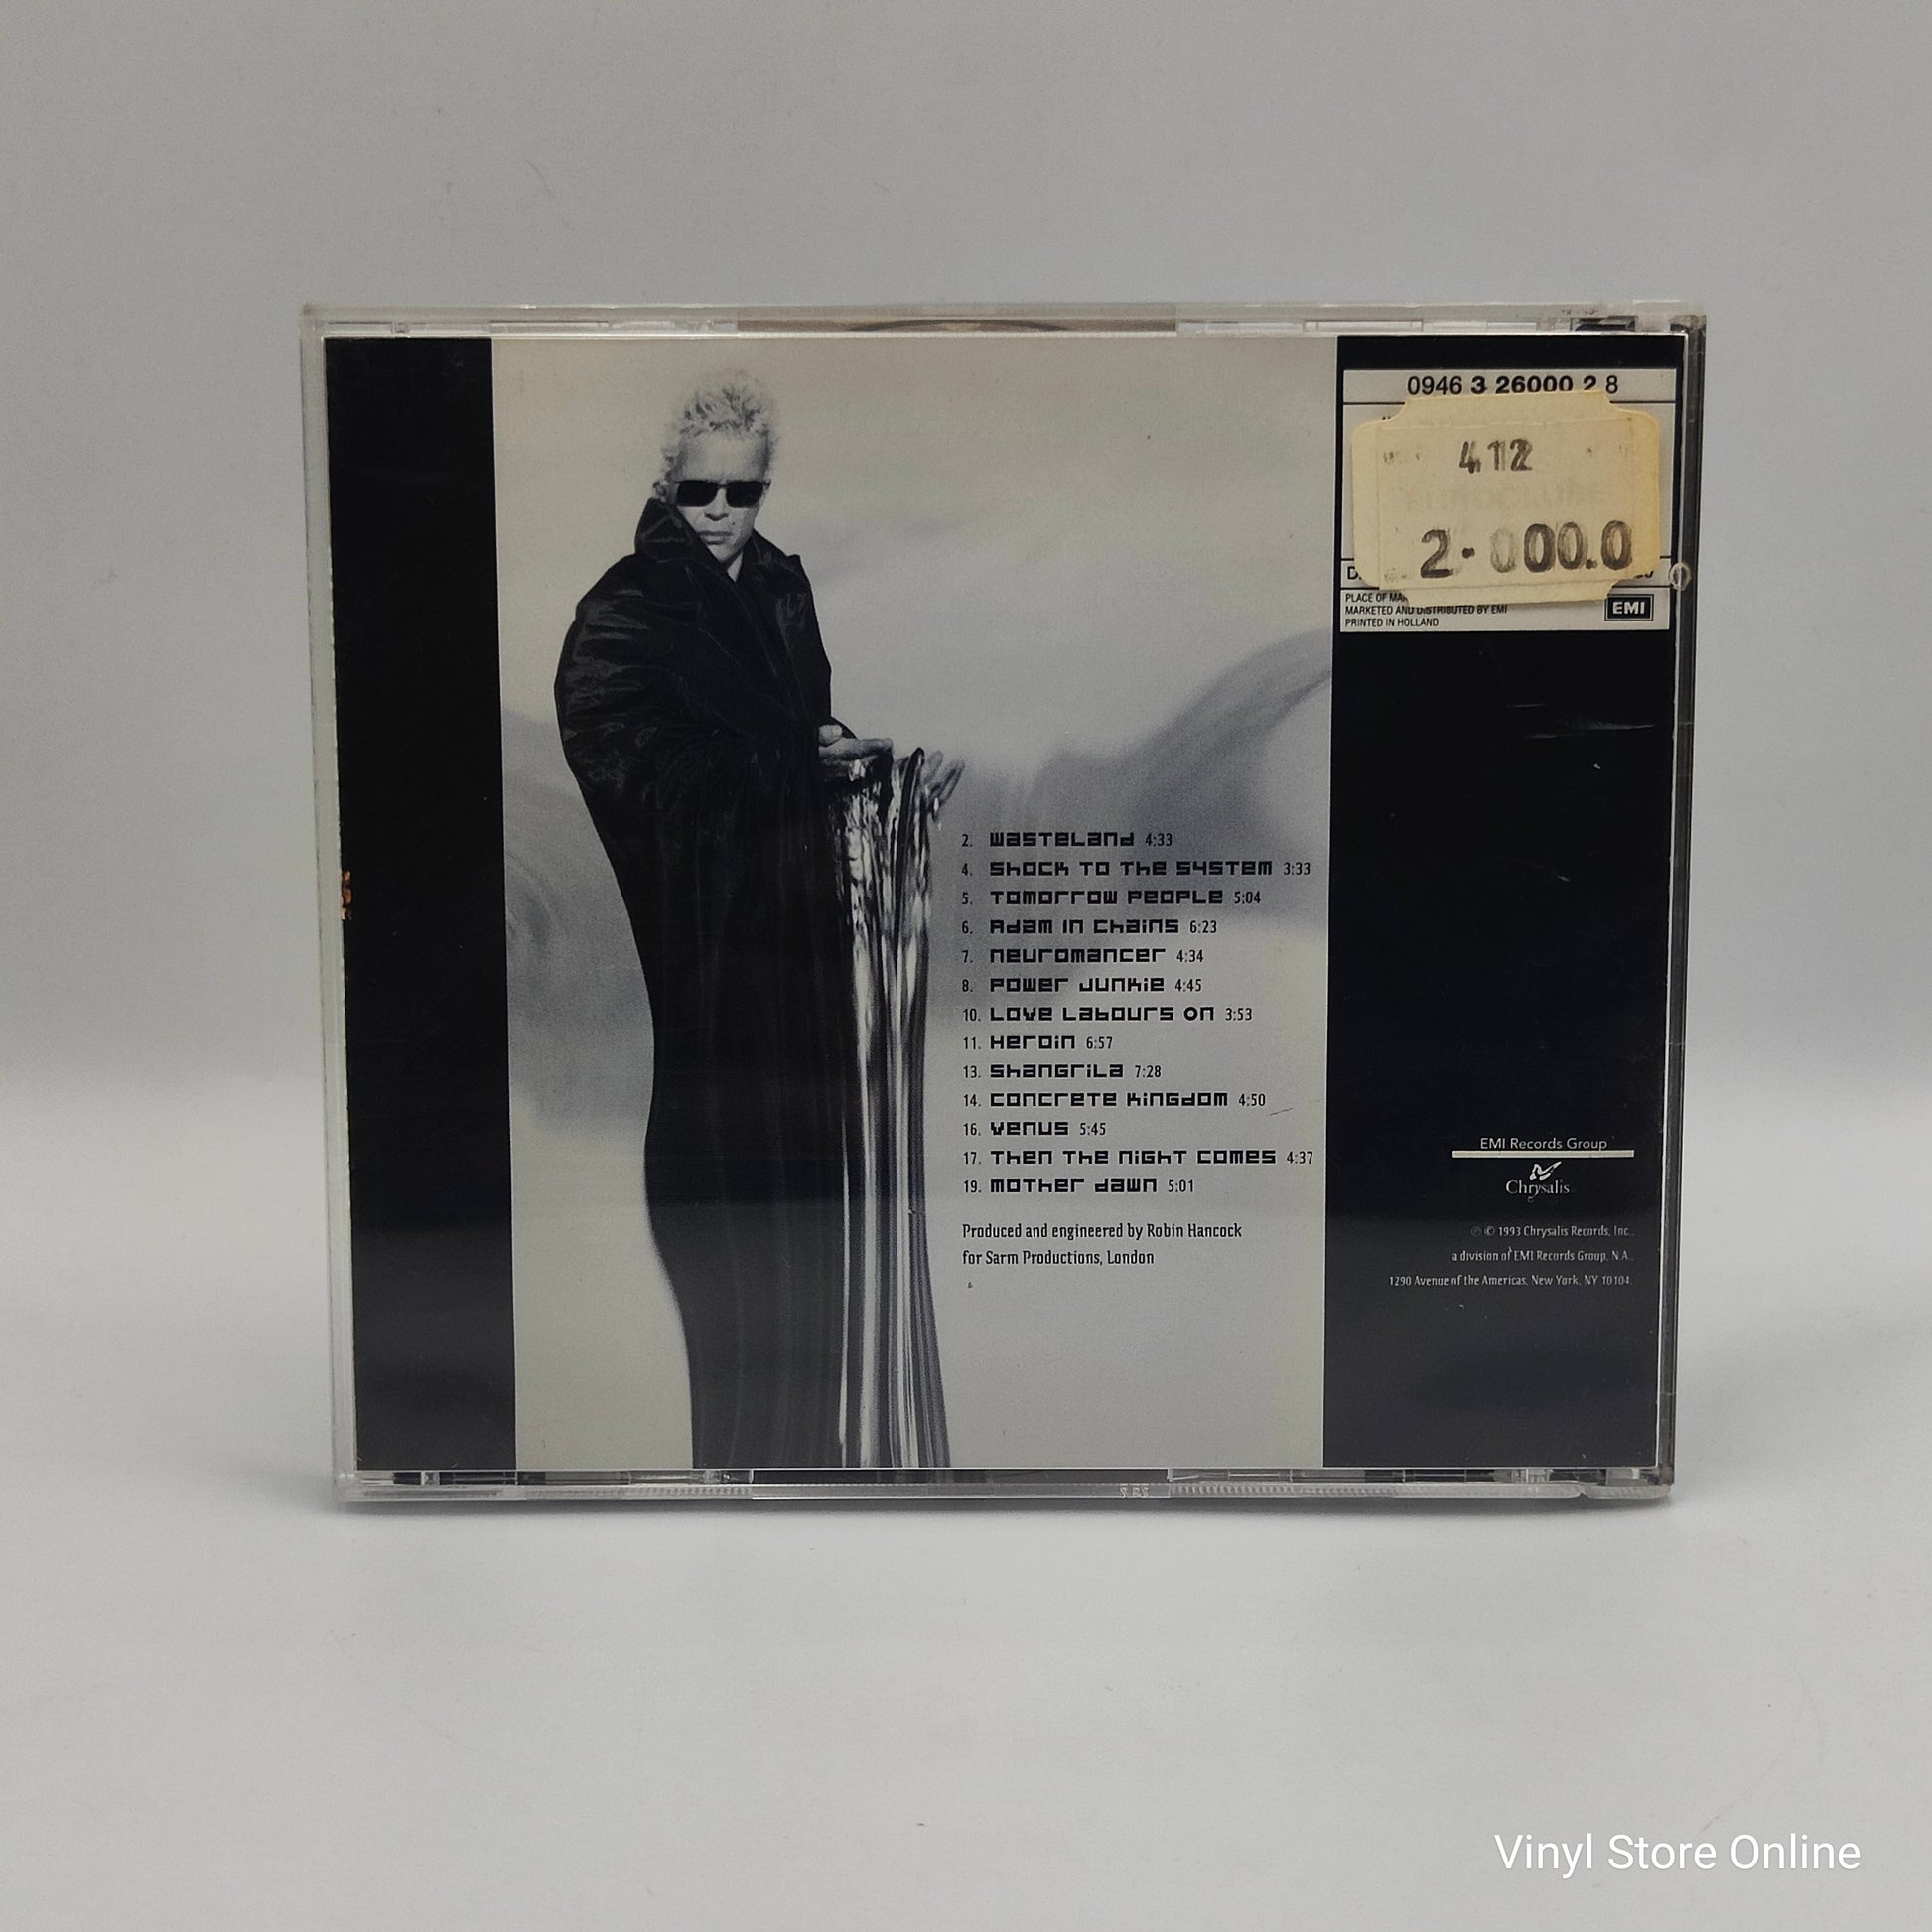 0946 3 26000 2 8
412
2.000.0
PLACE OF
MARKETED AND DISTRIBUTED BY EMI
PRINTED IN HOLLAND
EMI
2. WASTELAND 4:33
4. SHOCK TO THE SYSTEM 3:33
5. TOMORROW PEOPLE 5:04
6. ADAM IN CHAINS 6:23
7. NEUROMANCER 4:34
8. POWER JUNKIE 4:45
10. LOVE LABOURS ON 3:53
11. HEROIN 6:57
13. SHANGRILA 7:28
14. CONCRETE KINGDOM 4:50
16. VENUS 5:45
17. THEN THE NIGHT COMES 4:37
19. MOTHER DAWN 5:01
Produced and engineered by Robin Hancock
for Sarm Productions, London
EMI Records Group
Chrysalis
℗ © 1993 Chrysalis Records, Inc.
a division of EMI Records Group, N.A.
1290 Avenue of the Americas, New York, NY 10104.
Vinyl Store Online